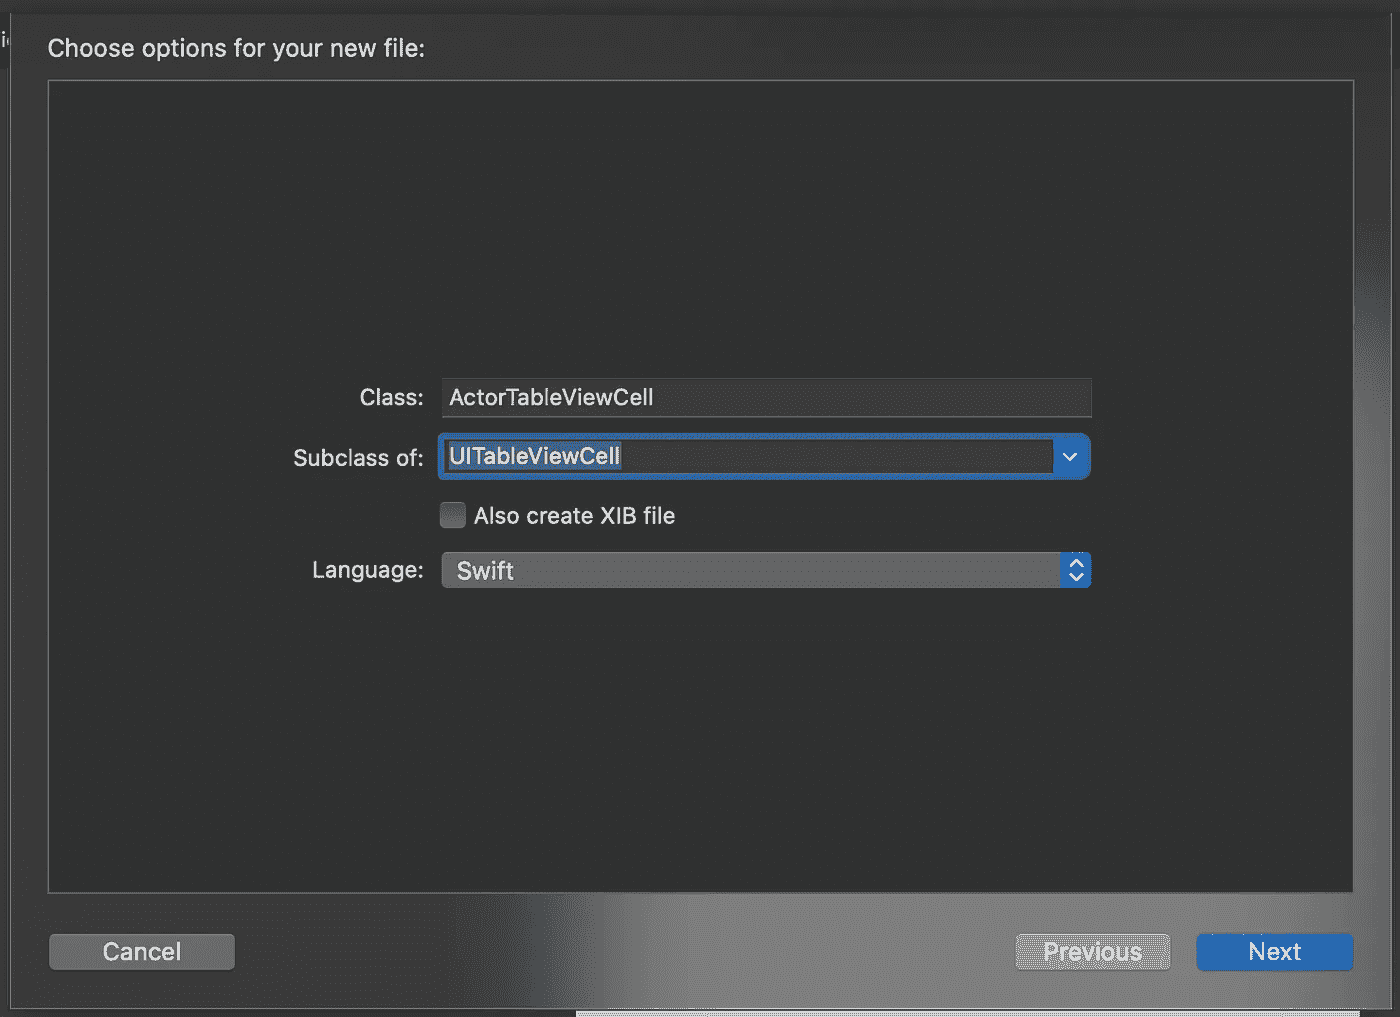 Choose options for your new file:
Class: ActorTableViewCell
Subclass of: UITableViewCell
Also create XIB file
Language: Swift
Cancel Previous Next